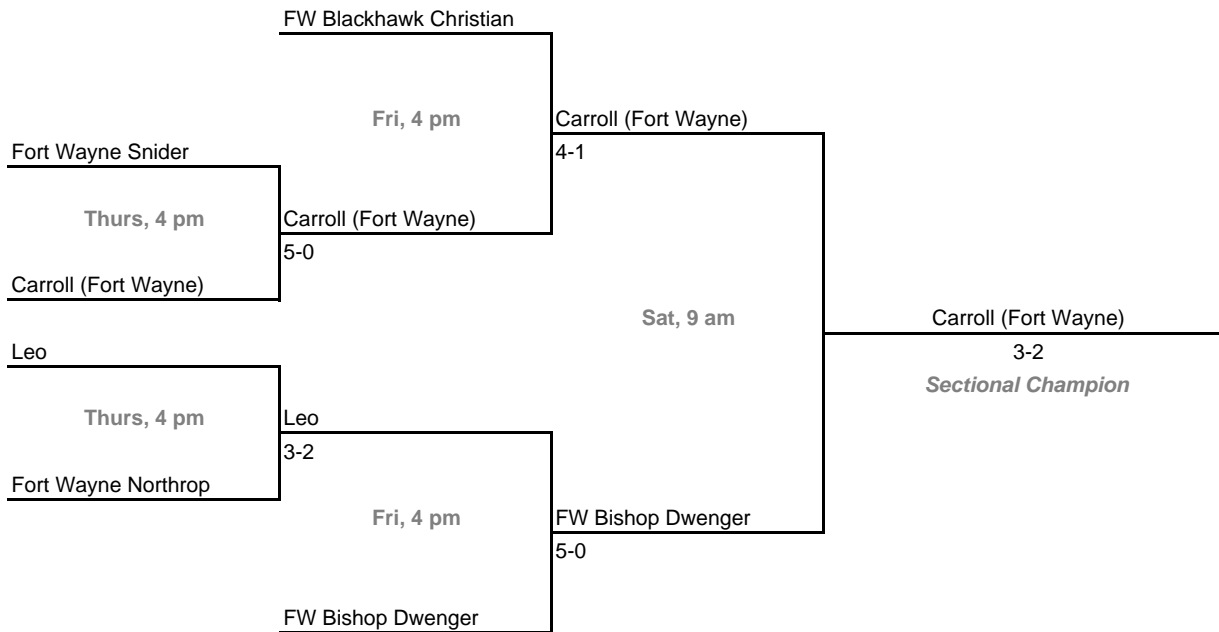 FW Blackhawk Christian
Fri, 4 pm
Carroll (Fort Wayne)
4-1
Fort Wayne Snider
Thurs, 4 pm
Carroll (Fort Wayne)
5-0
Carroll (Fort Wayne)
Sat, 9 am
Carroll (Fort Wayne)
3-2
Sectional Champion
Leo
Thurs, 4 pm
Leo
3-2
Fort Wayne Northrop
Fri, 4 pm
FW Bishop Dwenger
5-0
FW Bishop Dwenger